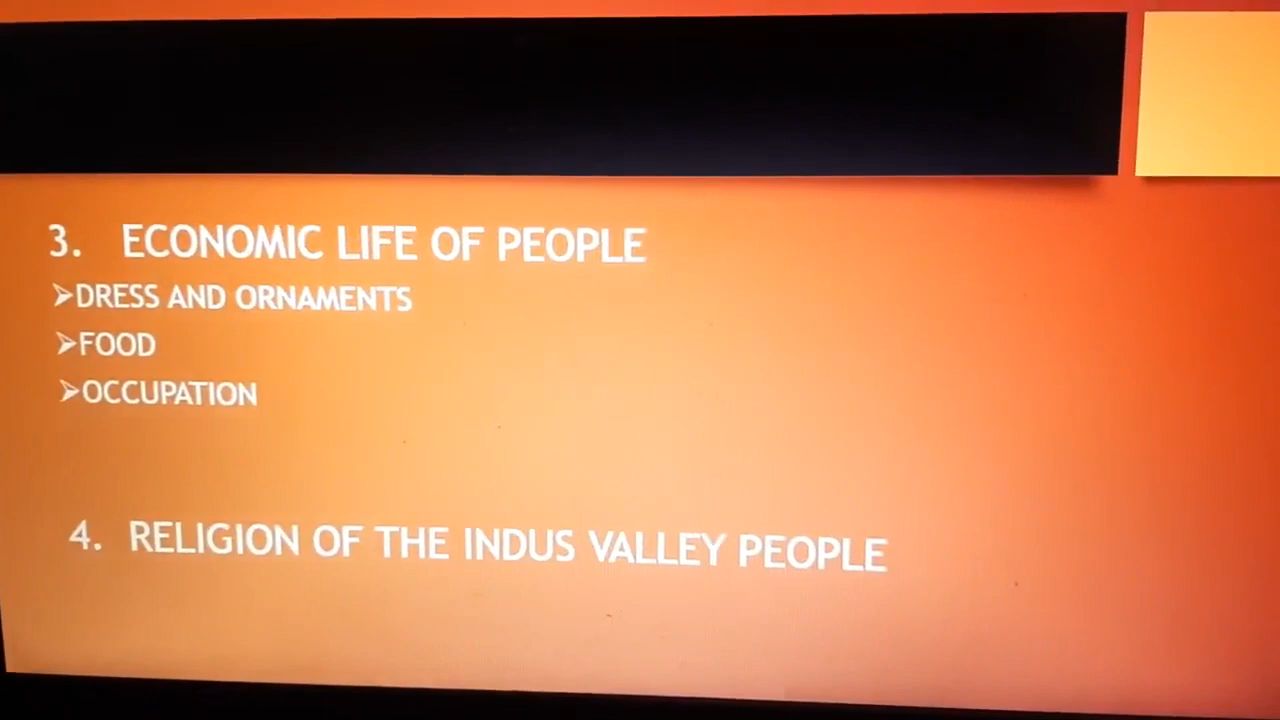 3. ECONOMIC LIFE OF PEOPLE
➢DRESS AND ORNAMENTS
➢FOOD
➢OCCUPATION
4. RELIGION OF THE INDUS VALLEY PEOPLE